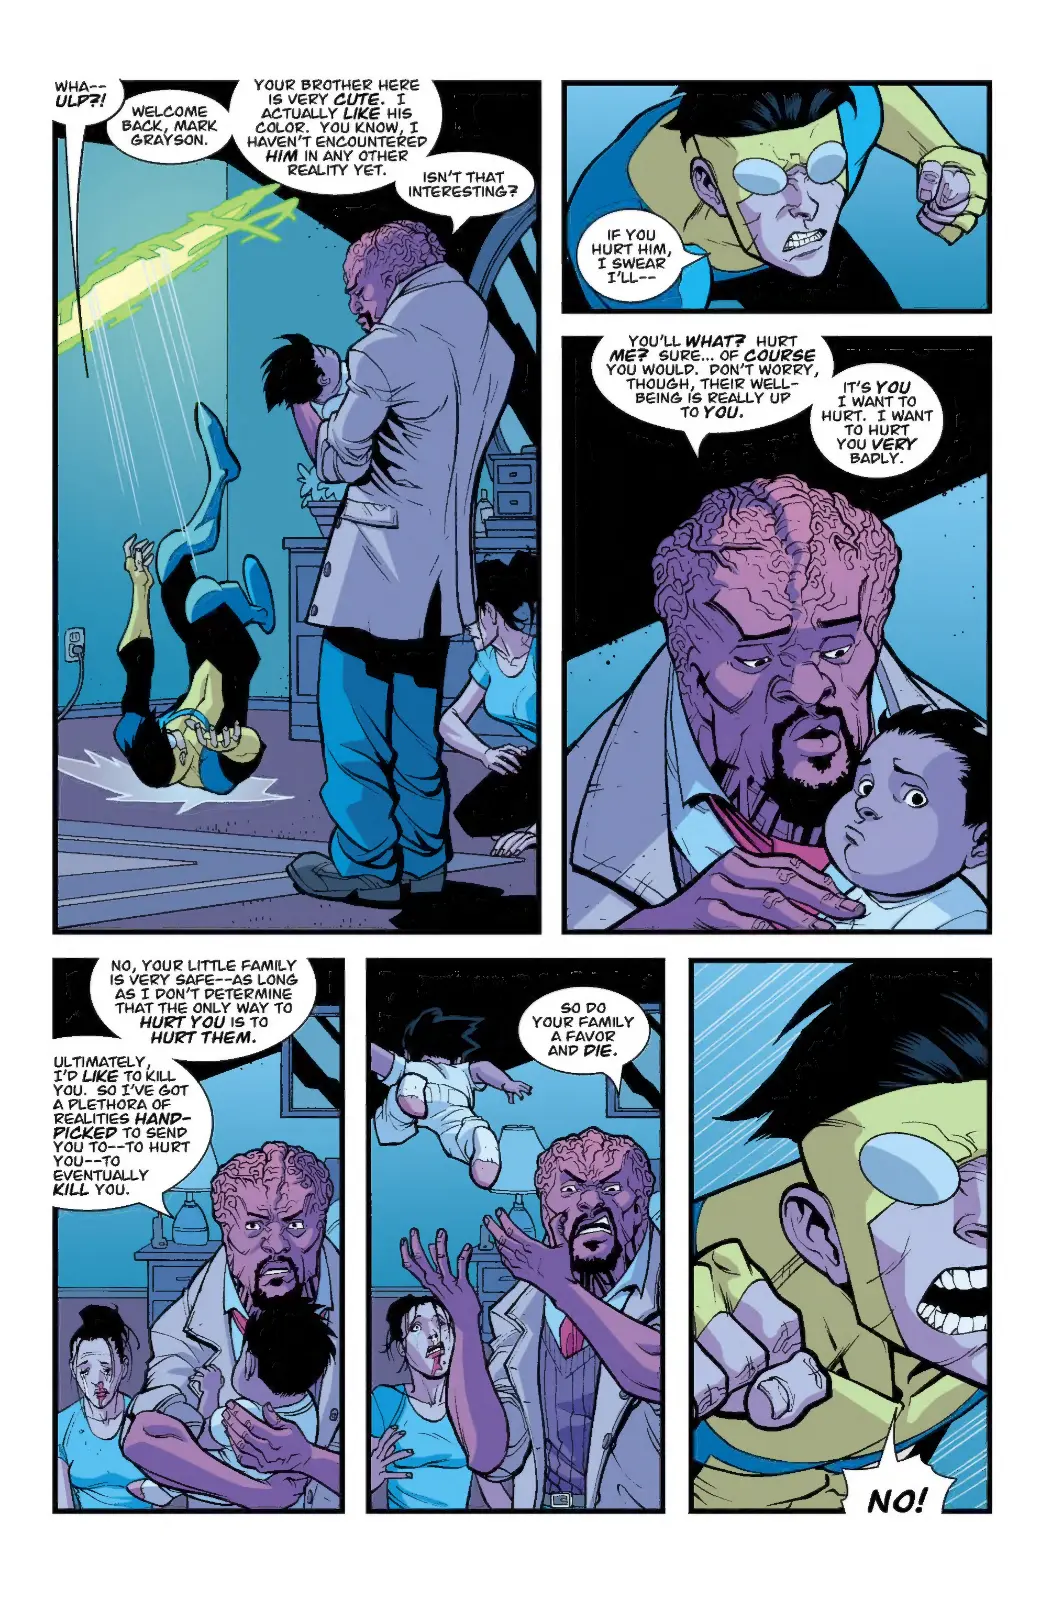 WHA--
ULP?!
WELCOME
BACK, MARK
GRAYSON.
YOUR BROTHER HERE
IS VERY CUTE. I
ACTUALLY LIKE HIS
COLOR. YOU KNOW, I
HAVEN'T ENCOUNTERED
HIM IN ANY OTHER
REALITY YET.
ISN'T THAT
INTERESTING?
IF YOU
HURT HIM,
I SWEAR
I'LL--
YOU'LL WHAT? HURT
ME? SURE... OF COURSE
YOU WOULD. DON'T WORRY,
THOUGH, THEIR WELL-
BEING IS REALLY UP
TO YOU.
IT'S YOU
I WANT TO
HURT. I WANT
TO HURT
YOU VERY
BADLY.
NO, YOUR LITTLE FAMILY
IS VERY SAFE--AS LONG
AS I DON'T DETERMINE
THAT THE ONLY WAY TO
HURT YOU IS TO
HURT THEM.
ULTIMATELY,
I'D LIKE TO KILL
YOU. SO I'VE GOT
A PLETHORA OF
REALITIES HAND-
PICKED TO SEND
YOU TO--TO HURT
YOU--TO
EVENTUALLY
KILL YOU.
SO DO
YOUR FAMILY
A FAVOR
AND DIE.
NO!